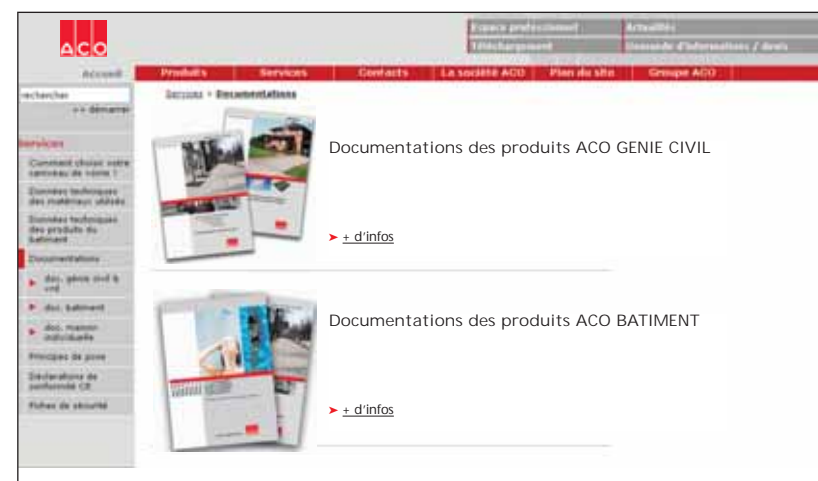 ACO
Espace professionnel
Actualités
Téléchargement
Demande d'informations / devis
Accueil
Produits
Services
Contacts
La société ACO
Plan du site
Groupe ACO
rechercher
>> démarrer
Services > Documentations
Services
Comment choisir votre
caniveau de voirie ?
Données techniques
des matériaux utilisés
Données techniques
des produits du
batiment
Documentations
doc. génie civil &
vrd
doc. batiment
doc. maison
individuelle
Principes de pose
Déclarations de
conformité CE
Fiches de sécurité
Documentations des produits ACO GENIE CIVIL
➤ + d'infos
Documentations des produits ACO BATIMENT
➤ + d'infos